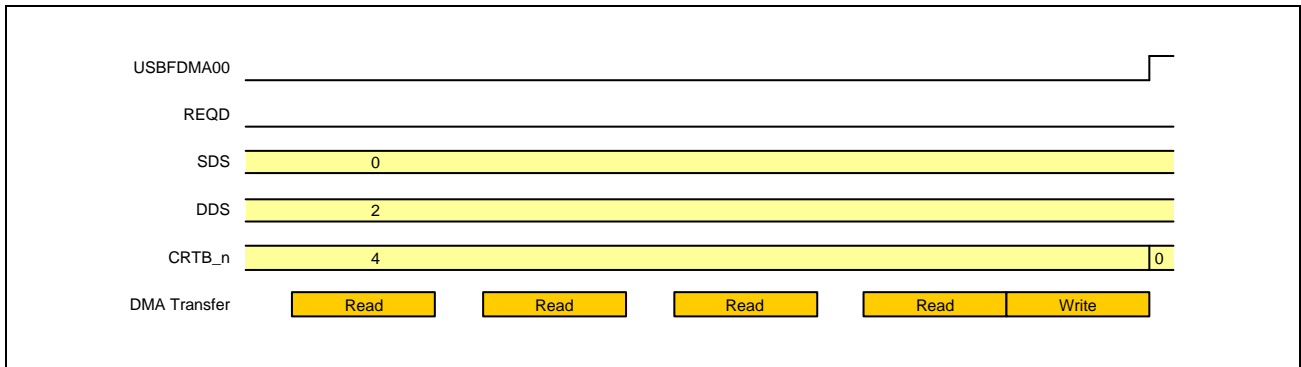 USBFDMA00
REQD
SDS 0
DDS 2
CRTB_n 4 0
DMA Transfer Read Read Read Read Write